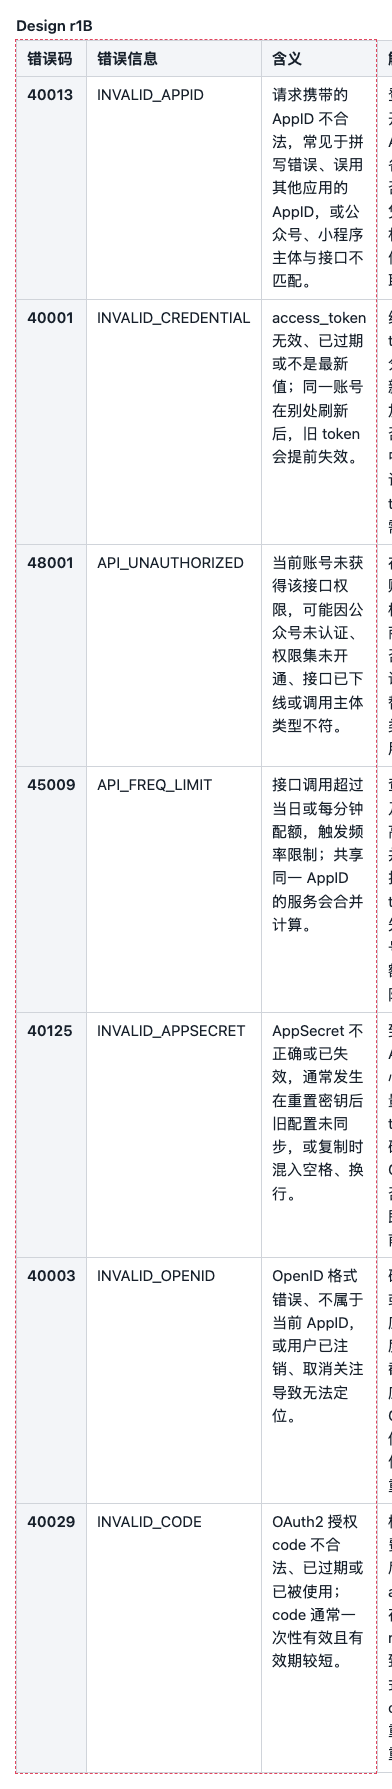 Design r1B
错误码 错误信息 含义
40013 INVALID_APPID 请求携带的
AppID 不合
法，常见于拼
写错误、误用
其他应用的
AppID，或公
众号、小程序
主体与接口不
匹配。
40001 INVALID_CREDENTIAL access_token
无效、已过期
或不是最新
值；同一账号
在别处刷新
后，旧 token
会提前失效。
48001 API_UNAUTHORIZED 当前账号未获
得该接口权
限，可能因公
众号未认证、
权限集未开
通、接口已下
线或调用主体
类型不符。
45009 API_FREQ_LIMIT 接口调用超过
当日或每分钟
配额，触发频
率限制；共享
同一 AppID
的服务会合并
计算。
40125 INVALID_APPSECRET AppSecret 不
正确或已失
效，通常发生
在重置密钥后
旧配置未同
步，或复制时
混入空格、换
行。
40003 INVALID_OPENID OpenID 格式
错误、不属于
当前 AppID，
或用户已注
销、取消关注
导致无法定
位。
40029 INVALID_CODE OAuth2 授权
code 不合
法、已过期或
已被使用；
code 通常一
次性有效且有
效期较短。